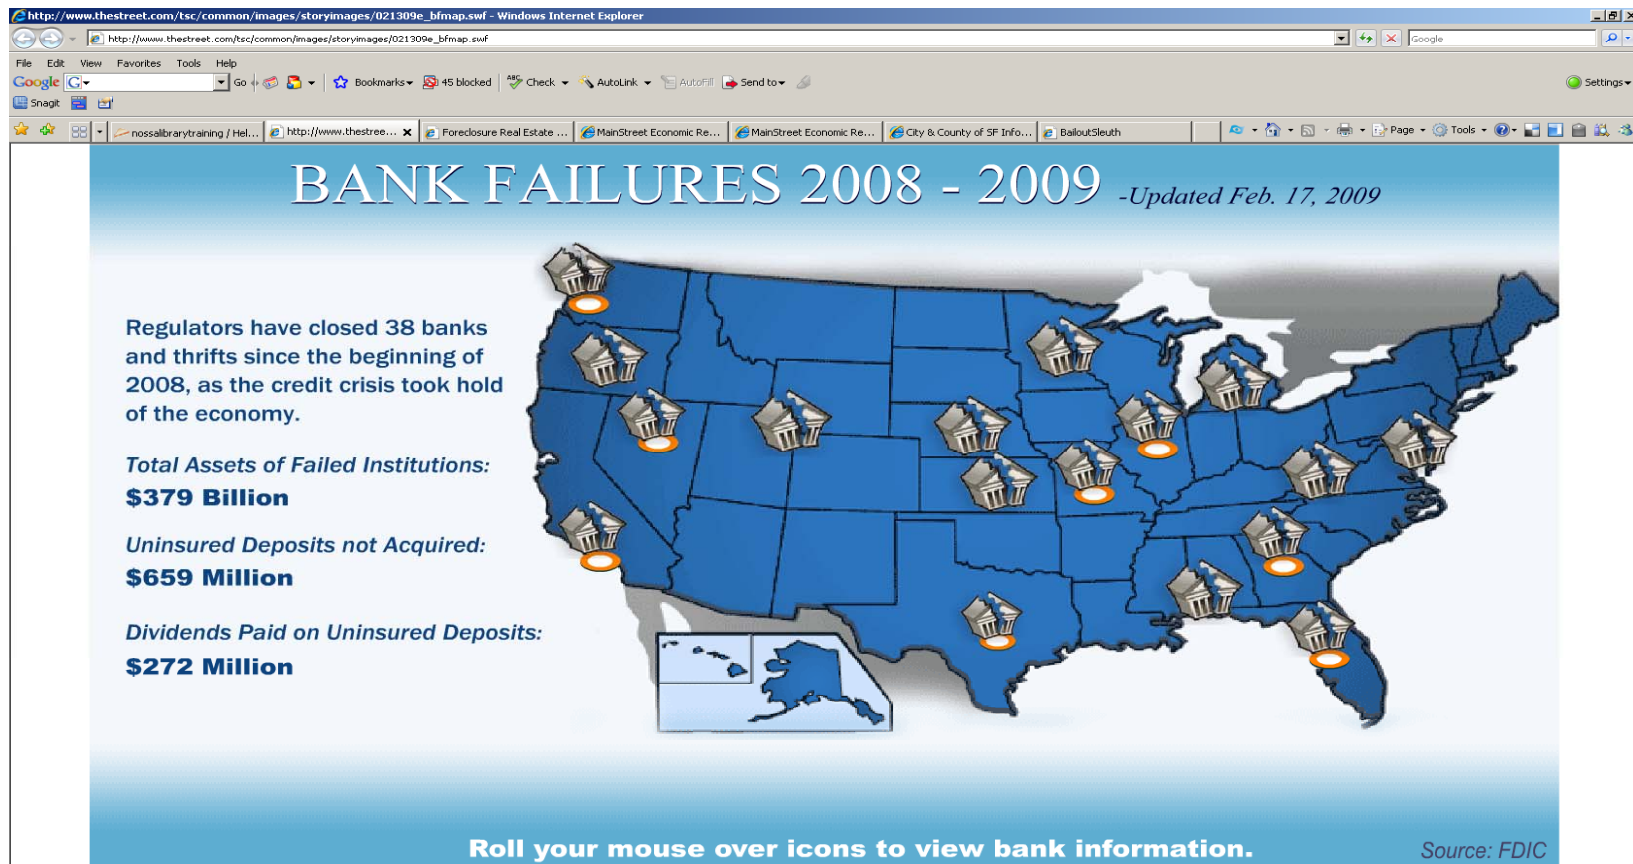 http://www.thestreet.com/tsc/common/images/storyimages/021309e_bfmap.swf - Windows Internet Explorer
http://www.thestreet.com/tsc/common/images/storyimages/021309e_bfmap.swf
Google
File Edit View Favorites Tools Help
Google G Go Bookmarks 45 blocked ABC Check AutoLink AutoFill Send to Settings
Snagit
nossalibrarytraining / Hel... http://www.thestree... Foreclosure Real Estate ... MainStreet Economic Re... MainStreet Economic Re... City & County of SF Info... BailoutSleuth Page Tools
BANK FAILURES 2008 - 2009 -Updated Feb. 17, 2009
Regulators have closed 38 banks
and thrifts since the beginning of
2008, as the credit crisis took hold
of the economy.
Total Assets of Failed Institutions:
$379 Billion
Uninsured Deposits not Acquired:
$659 Million
Dividends Paid on Uninsured Deposits:
$272 Million
Roll your mouse over icons to view bank information.
Source: FDIC